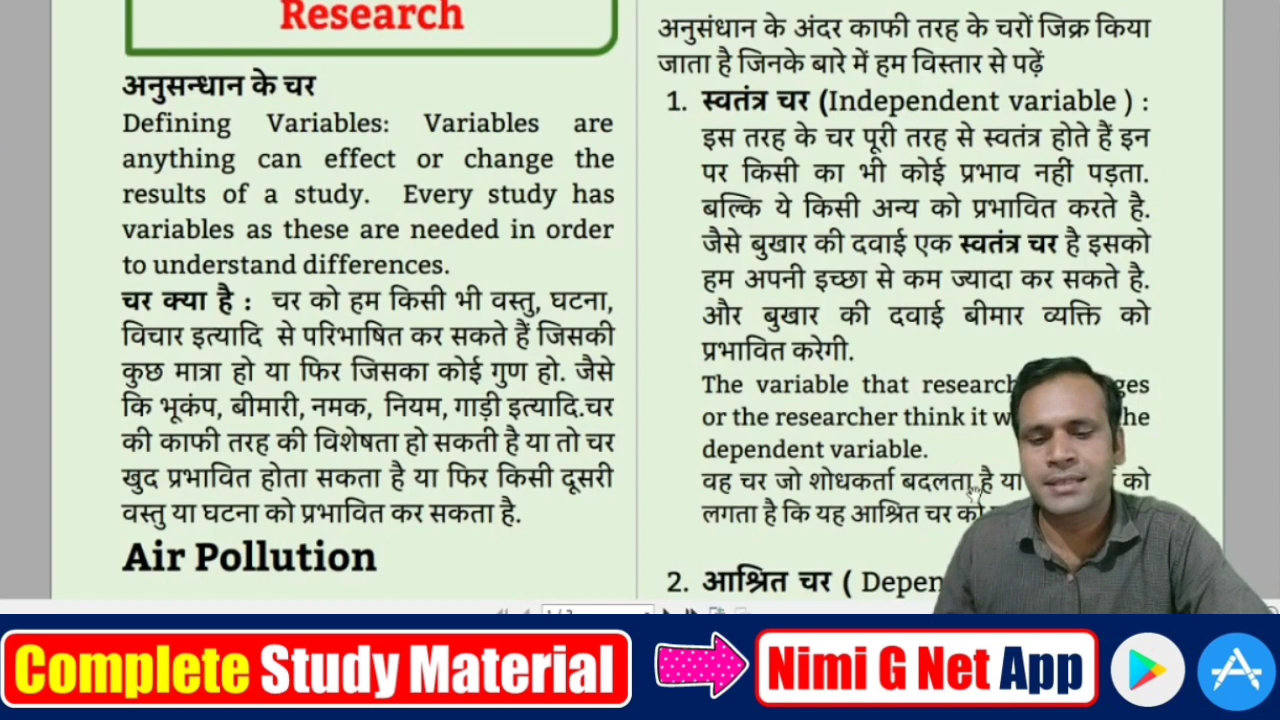 Research
अनुसन्धान के चर
Defining Variables: Variables are
anything can effect or change the
results of a study. Every study has
variables as these are needed in order
to understand differences.
चर क्या है : चर को हम किसी भी वस्तु, घटना,
विचार इत्यादि से परिभाषित कर सकते हैं जिसकी
कुछ मात्रा हो या फिर जिसका कोई गुण हो. जैसे
कि भूकंप, बीमारी, नमक, नियम, गाड़ी इत्यादि.चर
की काफी तरह की विशेषता हो सकती है या तो चर
खुद प्रभावित होता सकता है या फिर किसी दूसरी
वस्तु या घटना को प्रभावित कर सकता है.
Air Pollution
अनुसंधान के अंदर काफी तरह के चरों जिक्र किया
जाता है जिनके बारे में हम विस्तार से पढ़ें
1. स्वतंत्र चर (Independent variable ) :
इस तरह के चर पूरी तरह से स्वतंत्र होते हैं इन
पर किसी का भी कोई प्रभाव नहीं पड़ता.
बल्कि ये किसी अन्य को प्रभावित करते है.
जैसे बुखार की दवाई एक स्वतंत्र चर है इसको
हम अपनी इच्छा से कम ज्यादा कर सकते है.
और बुखार की दवाई बीमार व्यक्ति को
प्रभावित करेगी.
The variable that
or the researcher think it the
dependent variable.
वह चर जो शोधकर्ता बदलता है या को
लगता है कि यह आश्रित चर को
2. आश्रित चर (
Complete Study Material
Nimi G Net App